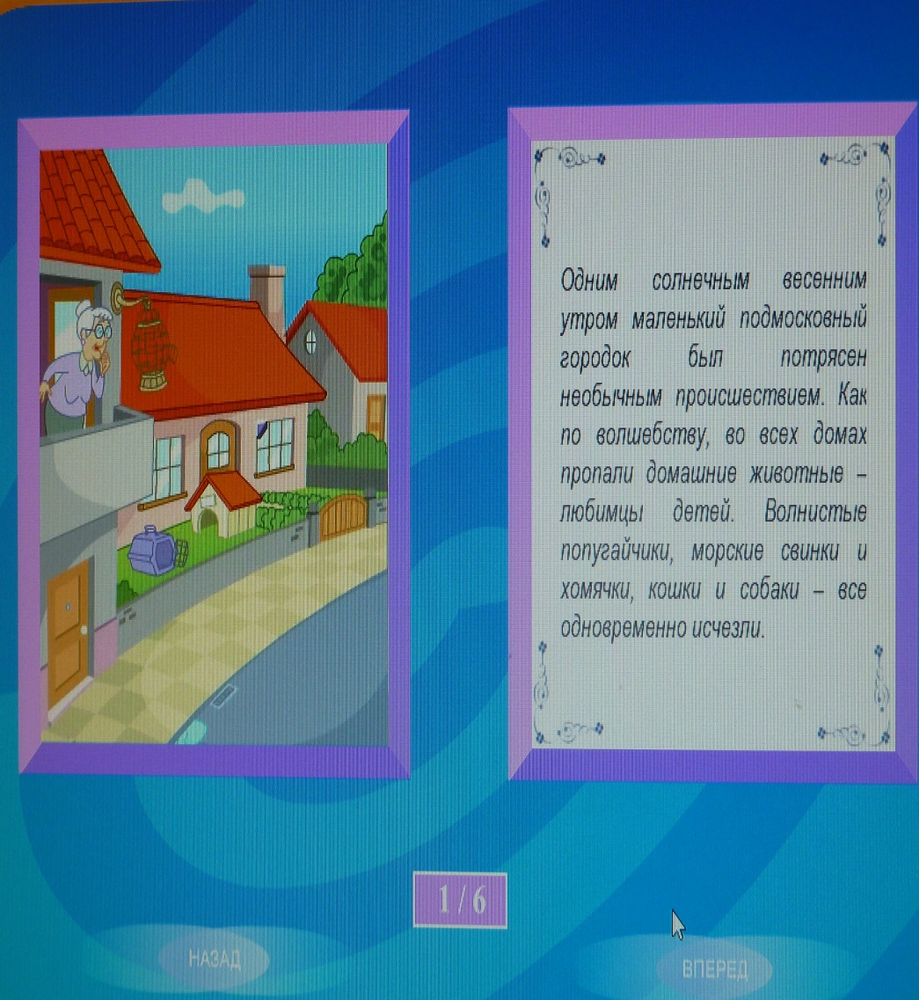 Одним солнечным весенним
утром маленький подмосковный
городок был потрясен
необычным происшествием. Как
по волшебству, во всех домах
пропали домашние животные –
любимцы детей. Волнистые
попугайчики, морские свинки и
хомячки, кошки и собаки – все
одновременно исчезли.
1 / 6
НАЗАД
ВПЕРЕД